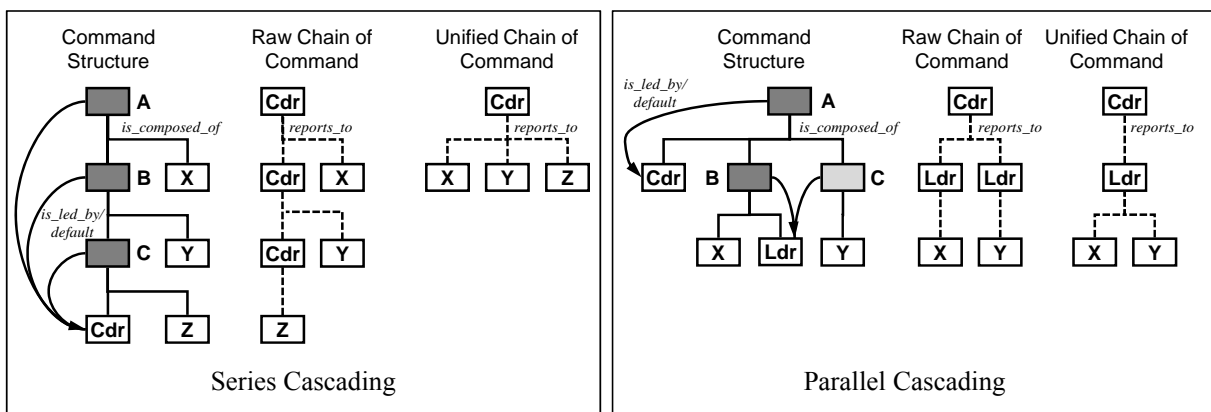 Command
Structure
Raw Chain of
Command
Unified Chain of
Command
A
is_composed_of
B
X
is_led_by/
default
C
Y
Cdr
Z
Cdr
reports_to
Cdr
X
Cdr
Y
Z
Cdr
reports_to
X
Y
Z
Series Cascading
Command
Structure
Raw Chain of
Command
Unified Chain of
Command
is_led_by/
default
A
is_composed_of
Cdr
B
C
X
Ldr
Y
Cdr
reports_to
Ldr
Ldr
X
Y
Cdr
reports_to
Ldr
X
Y
Parallel Cascading